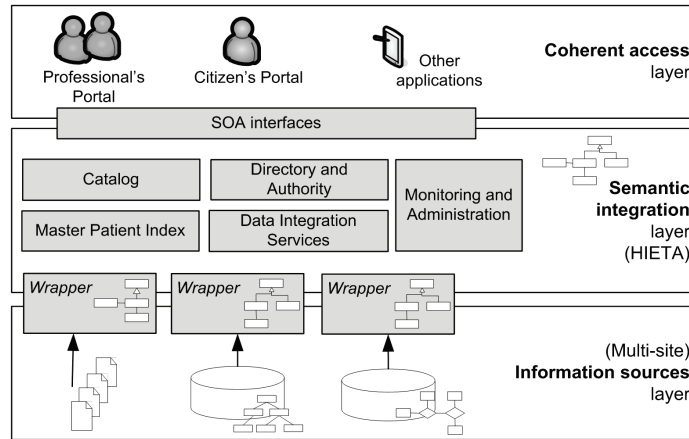 Professional's
Portal
Citizen's Portal
Other
applications
Coherent access
layer
SOA interfaces
Catalog
Directory and
Authority
Monitoring and
Administration
Master Patient Index
Data Integration
Services
Semantic
integration
layer
(HIETA)
Wrapper
Wrapper
Wrapper
(Multi-site)
Information sources
layer